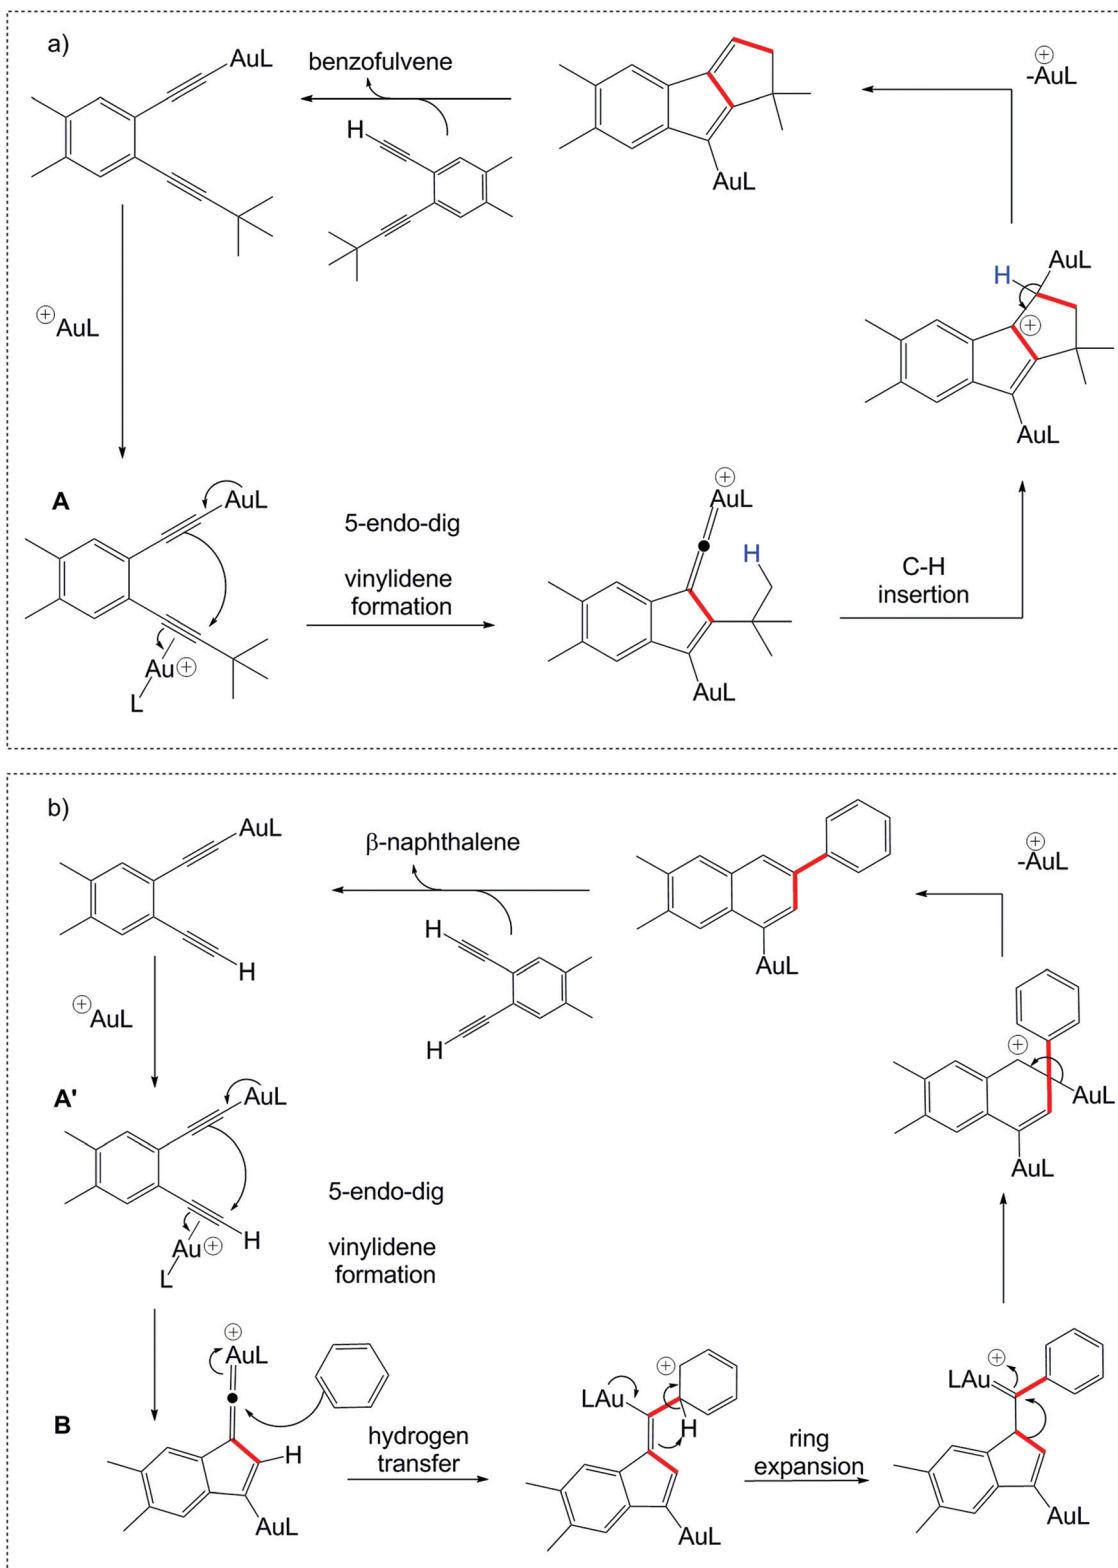 a)
AuL
benzofulvene
H
AuL
⊕
-AuL
⊕
AuL
H
AuL
⊕
AuL
A
AuL
Au⊕
L
5-endo-dig
vinylidene
formation
⊕
AuL
H
AuL
C-H
insertion
b)
AuL
H
β-naphthalene
H
H
AuL
⊕
-AuL
⊕
AuL
⊕
AuL
AuL
A'
AuL
H
Au⊕
L
5-endo-dig
vinylidene
formation
B
⊕
AuL
H
AuL
hydrogen
transfer
LAu
⊕
H
AuL
ring
expansion
LAu
⊕
AuL